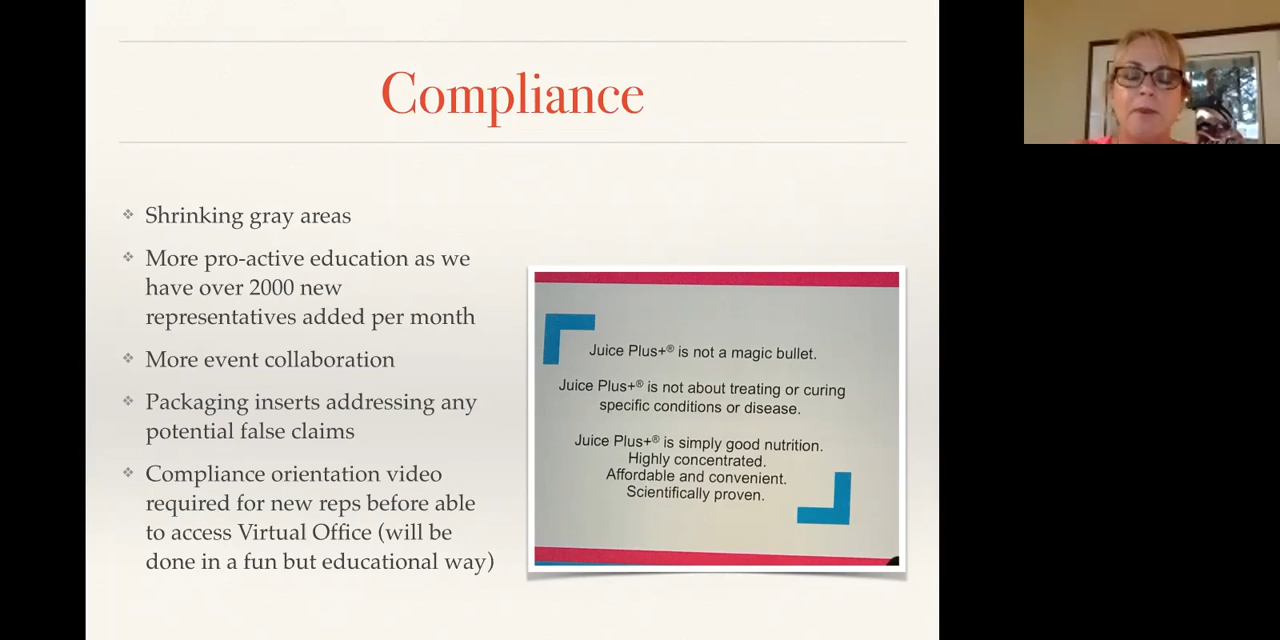 Compliance
Shrinking gray areas
More pro-active education as we
have over 2000 new
representatives added per month
More event collaboration
Packaging inserts addressing any
potential false claims
Compliance orientation video
required for new reps before able
to access Virtual Office (will be
done in a fun but educational way)
Juice Plus+® is not a magic bullet.
Juice Plus+® is not about treating or curing
specific conditions or disease.
Juice Plus+® is simply good nutrition.
Highly concentrated.
Affordable and convenient.
Scientifically proven.